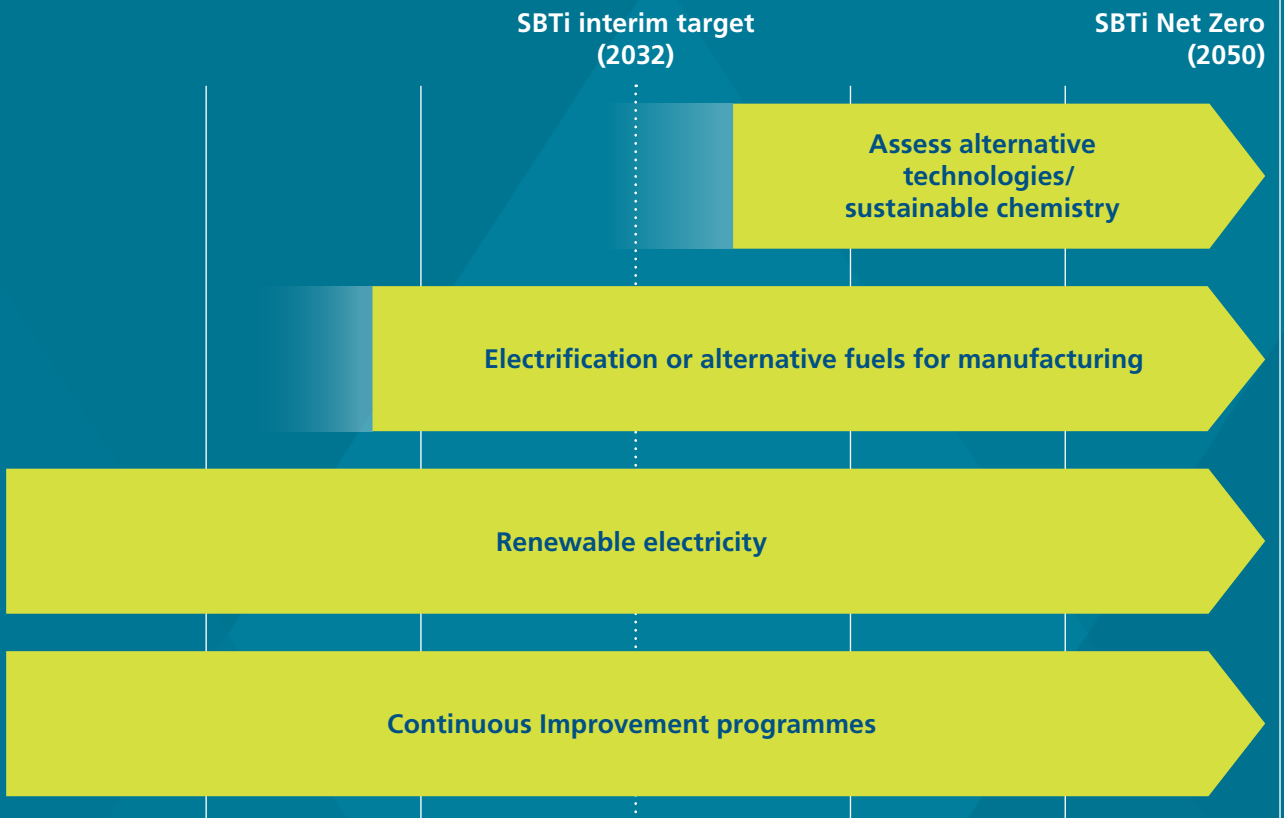 SBTi interim target
(2032)
SBTi Net Zero
(2050)
Assess alternative
technologies/
sustainable chemistry
Electrification or alternative fuels for manufacturing
Renewable electricity
Continuous Improvement programmes